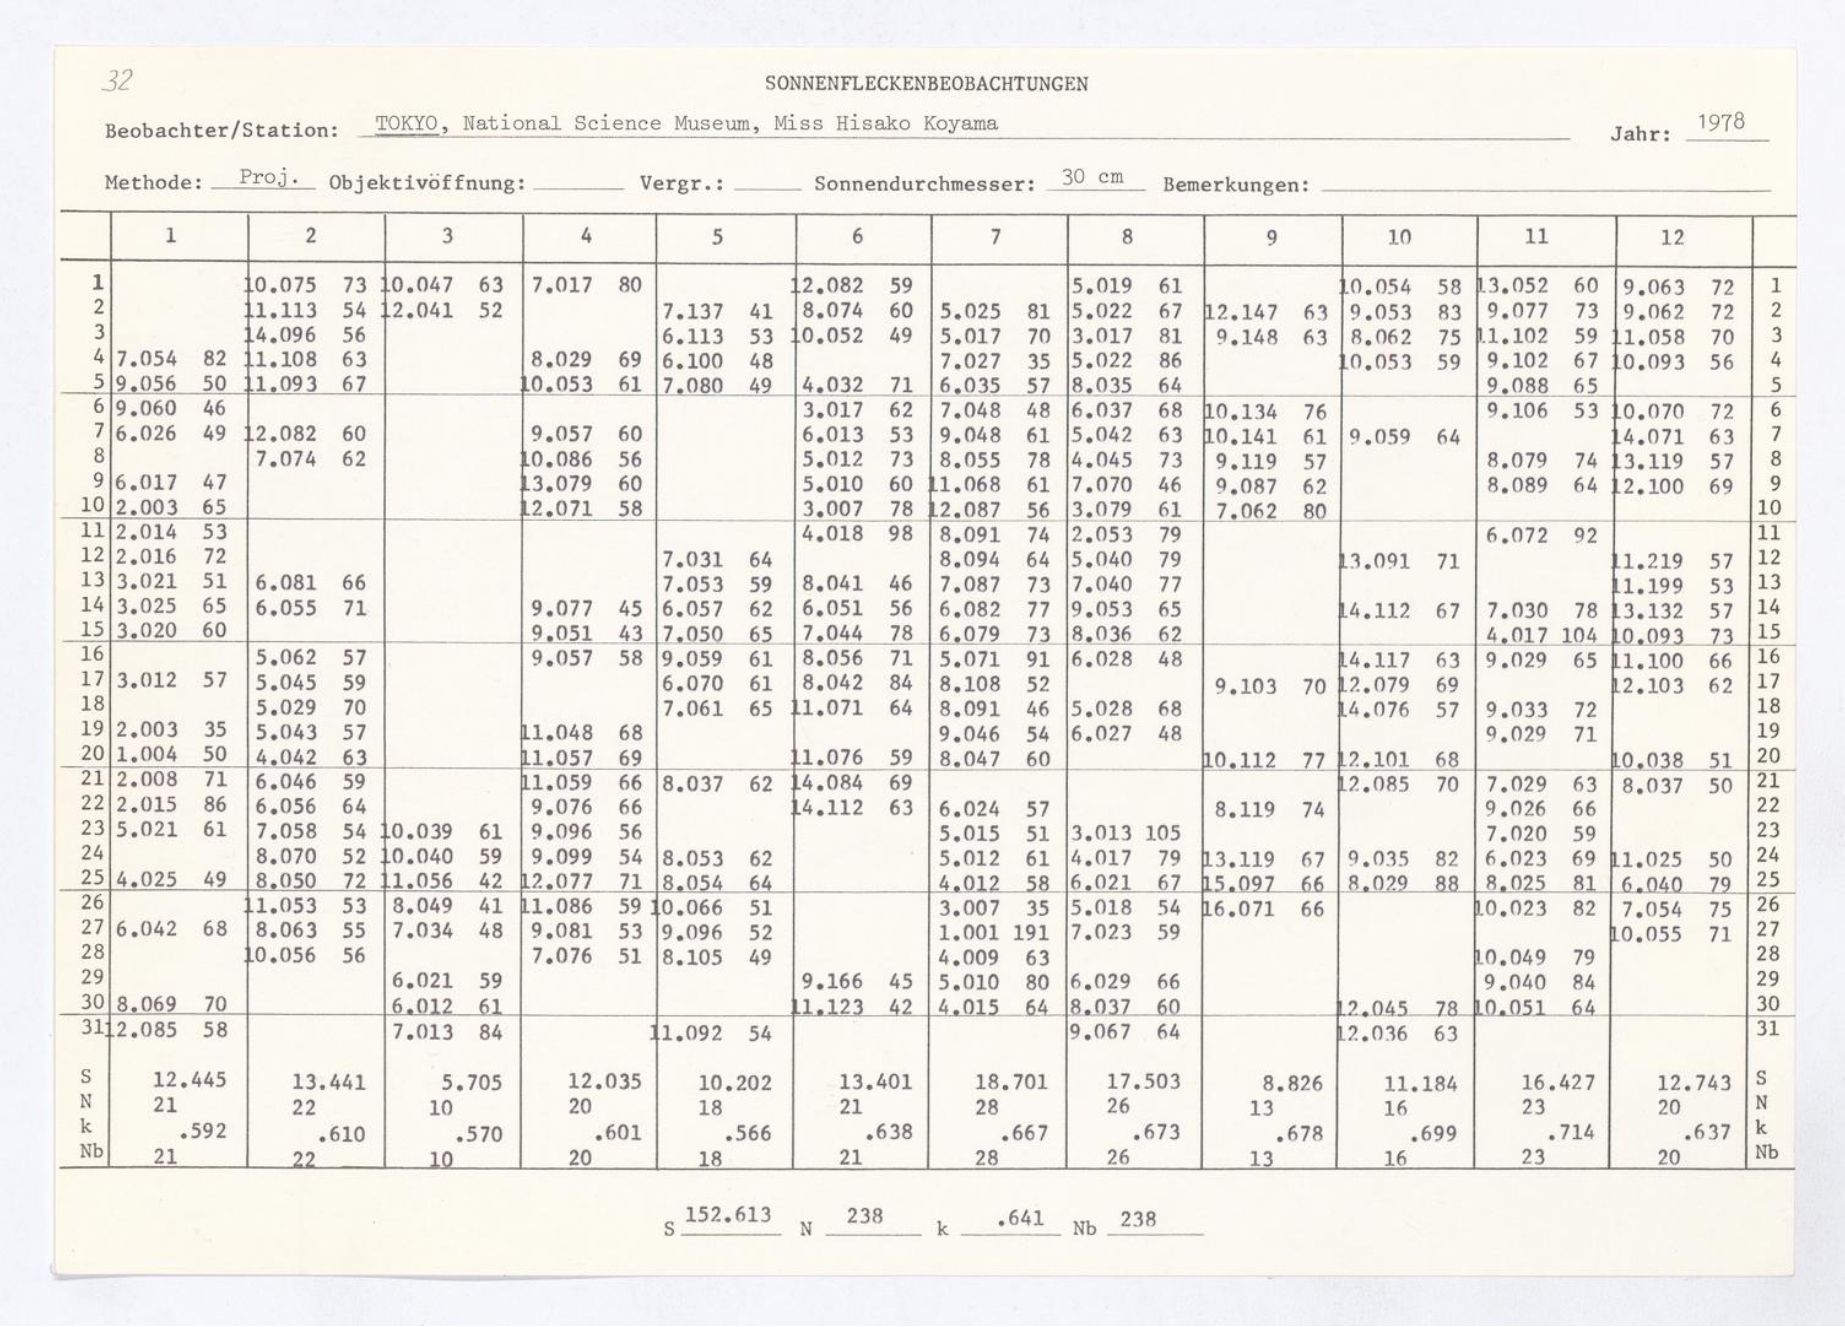 32
SONNENFLECKENBEOBACHTUNGEN
Beobachter/Station: TOKYO, National Science Museum, Miss Hisako Koyama Jahr: 1978
Methode: Proj. Objektivöffnung: Vergr.: Sonnendurchmesser: 30 cm Bemerkungen:
1 2 3 4 5 6 7 8 9 10 11 12
1 10.075 73 10.047 63 7.017 80 12.082 59 5.019 61 10.054 58 13.052 60 9.063 72 1
2 11.113 54 12.041 52 7.137 41 8.074 60 5.025 81 5.022 67 12.147 63 9.053 83 9.077 73 9.062 72 2
3 14.096 56 6.113 53 10.052 49 5.017 70 3.017 81 9.148 63 8.062 75 11.102 59 11.058 70 3
4 7.054 82 11.108 63 8.029 69 6.100 48 7.027 35 5.022 86 10.053 59 9.102 67 10.093 56 4
5 9.056 50 11.093 67 10.053 61 7.080 49 4.032 71 6.035 57 8.035 64 9.088 65 5
6 9.060 46 3.017 62 7.048 48 6.037 68 10.134 76 9.106 53 10.070 72 6
7 6.026 49 12.082 60 9.057 60 6.013 53 9.048 61 5.042 63 10.141 61 9.059 64 14.071 63 7
8 7.074 62 10.086 56 5.012 73 8.055 78 4.045 73 9.119 57 8.079 74 13.119 57 8
9 6.017 47 13.079 60 5.010 60 11.068 61 7.070 46 9.087 62 8.089 64 12.100 69 9
10 2.003 65 12.071 58 3.007 78 12.087 56 3.079 61 7.062 80 10
11 2.014 53 4.018 98 8.091 74 2.053 79 6.072 92 11
12 2.016 72 7.031 64 8.094 64 5.040 79 13.091 71 11.219 57 12
13 3.021 51 6.081 66 7.053 59 8.041 46 7.087 73 7.040 77 11.199 53 13
14 3.025 65 6.055 71 9.077 45 6.057 62 6.051 56 6.082 77 9.053 65 14.112 67 7.030 78 13.132 57 14
15 3.020 60 9.051 43 7.050 65 7.044 78 6.079 73 8.036 62 4.017 104 10.093 73 15
16 5.062 57 9.057 58 9.059 61 8.056 71 5.071 91 6.028 48 14.117 63 9.029 65 11.100 66 16
17 3.012 57 5.045 59 6.070 61 8.042 84 8.108 52 9.103 70 12.079 69 12.103 62 17
18 5.029 70 7.061 65 11.071 64 8.091 46 5.028 68 14.076 57 9.033 72 18
19 2.003 35 5.043 57 11.048 68 9.046 54 6.027 48 9.029 71 19
20 1.004 50 4.042 63 11.057 69 11.076 59 8.047 60 10.112 77 12.101 68 10.038 51 20
21 2.008 71 6.046 59 11.059 66 8.037 62 14.084 69 12.085 70 7.029 63 8.037 50 21
22 2.015 86 6.056 64 9.076 66 14.112 63 6.024 57 8.119 74 9.026 66 22
23 5.021 61 7.058 54 10.039 61 9.096 56 5.015 51 3.013 105 7.020 59 23
24 8.070 52 10.040 59 9.099 54 8.053 62 5.012 61 4.017 79 13.119 67 9.035 82 6.023 69 11.025 50 24
25 4.025 49 8.050 72 11.056 42 12.077 71 8.054 64 4.012 58 6.021 67 15.097 66 8.029 88 8.025 81 6.040 79 25
26 11.053 53 8.049 41 11.086 59 10.066 51 3.007 35 5.018 54 16.071 66 10.023 82 7.054 75 26
27 6.042 68 8.063 55 7.034 48 9.081 53 9.096 52 1.001 191 7.023 59 10.055 71 27
28 10.056 56 7.076 51 8.105 49 4.009 63 10.049 79 28
29 6.021 59 9.166 45 5.010 80 6.029 66 9.040 84 29
30 8.069 70 6.012 61 11.123 42 4.015 64 8.037 60 12.045 78 10.051 64 30
31 12.085 58 7.013 84 11.092 54 9.067 64 12.036 63 31
S 12.445 13.441 5.705 12.035 10.202 13.401 18.701 17.503 8.826 11.184 16.427 12.743 S
N 21 22 10 20 18 21 28 26 13 16 23 20 N
k .592 .610 .570 .601 .566 .638 .667 .673 .678 .699 .714 .637 k
Nb 21 22 10 20 18 21 28 26 13 16 23 20 Nb
S 152.613 N 238 k .641 Nb 238